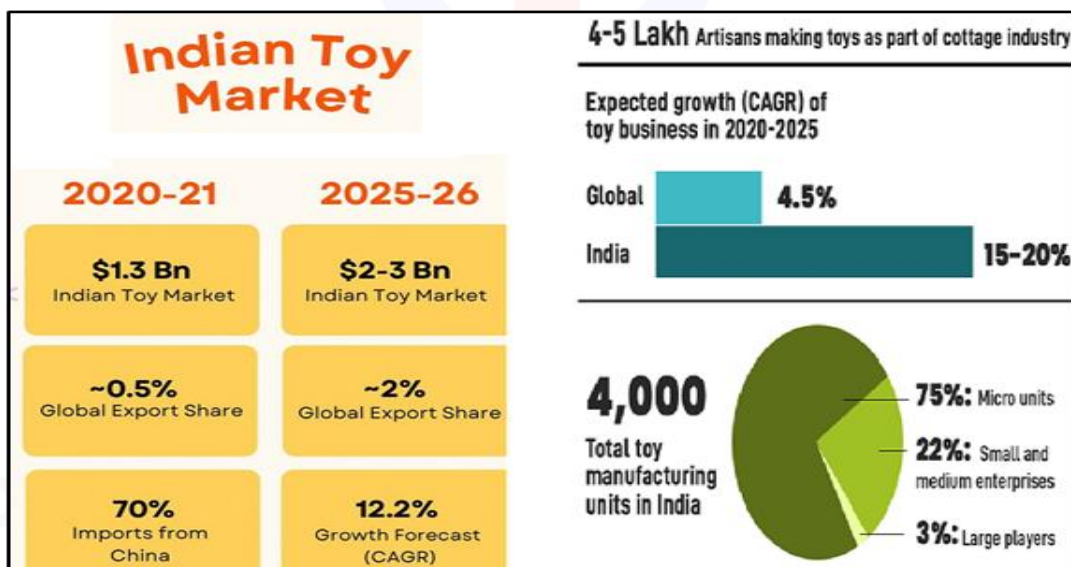 Indian Toy
Market
2020-21
2025-26
$1.3 Bn
Indian Toy Market
$2-3 Bn
Indian Toy Market
~0.5%
Global Export Share
~2%
Global Export Share
70%
Imports from
China
12.2%
Growth Forecast
(CAGR)
4-5 Lakh Artisans making toys as part of cottage industry
Expected growth (CAGR) of
toy business in 2020-2025
Global
4.5%
India
15-20%
4,000
Total toy
manufacturing
units in India
75%: Micro units
22%: Small and
medium enterprises
3%: Large players